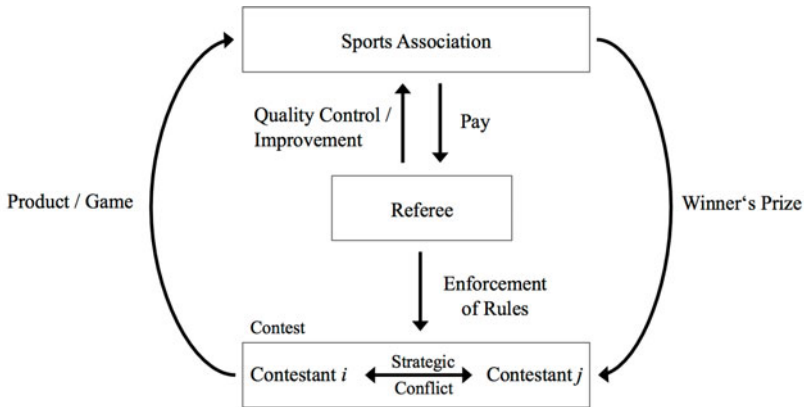 Sports Association
Quality Control /
Improvement
Pay
Product / Game
Referee
Winner‘s Prize
Enforcement
of Rules
Contest
Contestant i
Strategic
Conflict
Contestant j